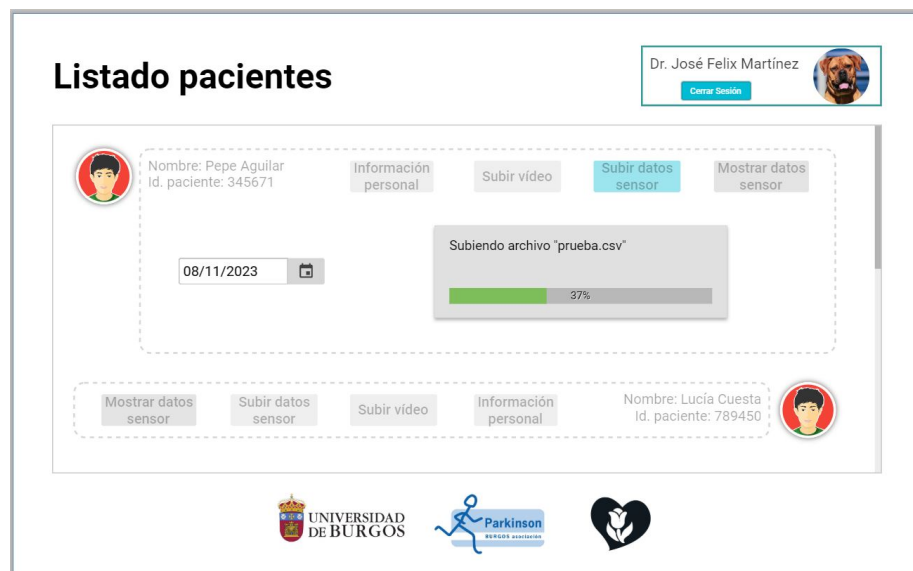 Listado pacientes
Dr. José Felix Martínez
Cerrar Sesión
Nombre: Pepe Aguilar
Id. paciente: 345671
Información
personal
Subir vídeo
Subir datos
sensor
Mostrar datos
sensor
08/11/2023
Subiendo archivo "prueba.csv"
37%
Mostrar datos
sensor
Subir datos
sensor
Subir vídeo
Información
personal
Nombre: Lucía Cuesta
Id. paciente: 789450
UNIVERSIDAD
DE BURGOS
Parkinson
BURGOS asociación